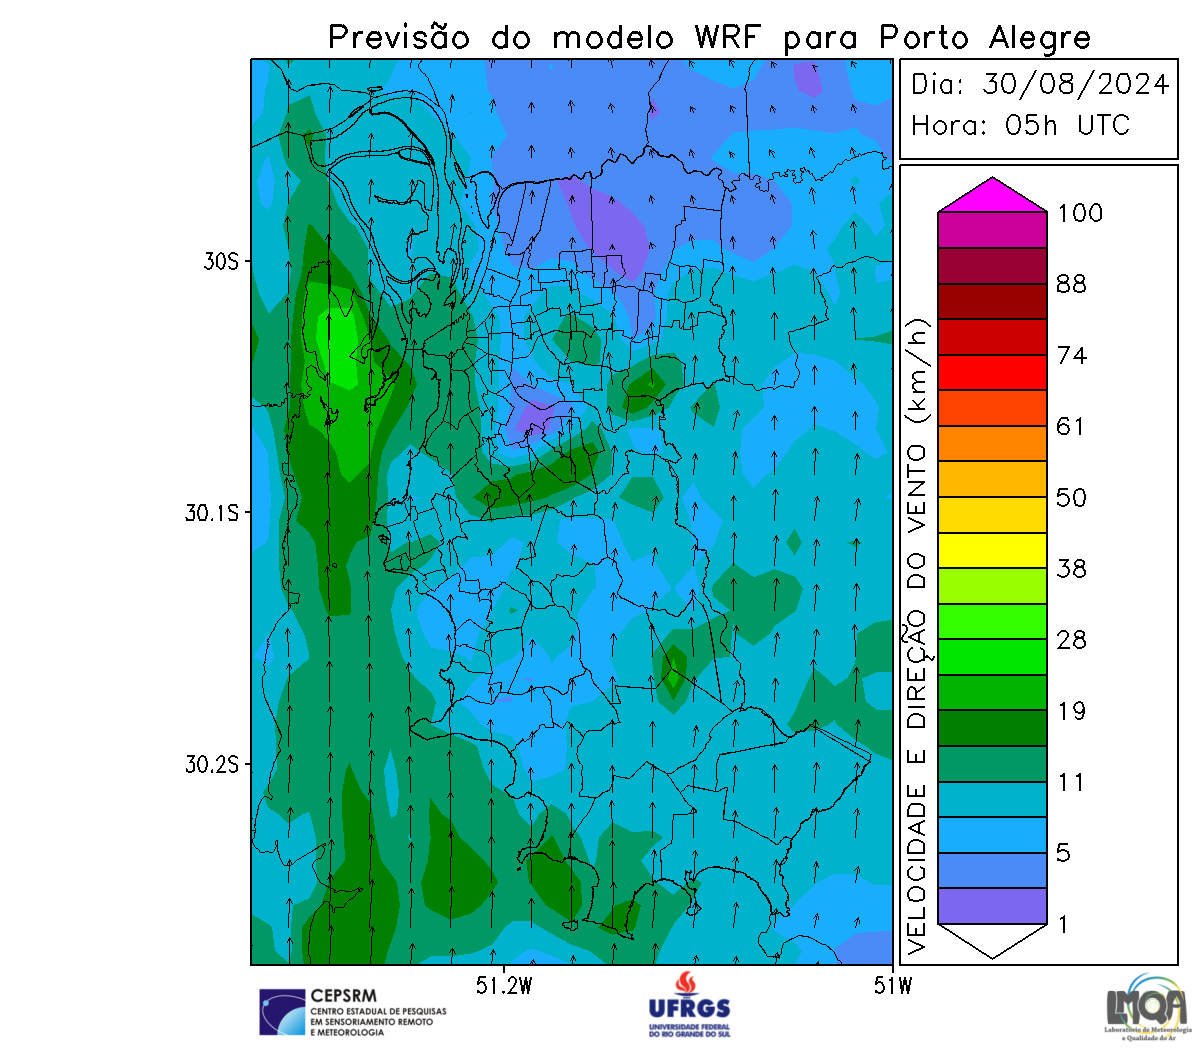 Previsão do modelo WRF para Porto Alegre
Dia: 30/08/2024
Hora: 05h UTC
30S
30.1S
30.2S
51.2W
51W
VELOCIDADE E DIREÇÃO DO VENTO (km/h)
100
88
74
61
50
38
28
19
11
5
1
CEPSRM
CENTRO ESTADUAL DE PESQUISAS
EM SENSORIAMENTO REMOTO
E METEOROLOGIA
UFRGS
UNIVERSIDADE FEDERAL
DO RIO GRANDE DO SUL
LMQA
Laboratório de Meteorologia
e Qualidade do Ar